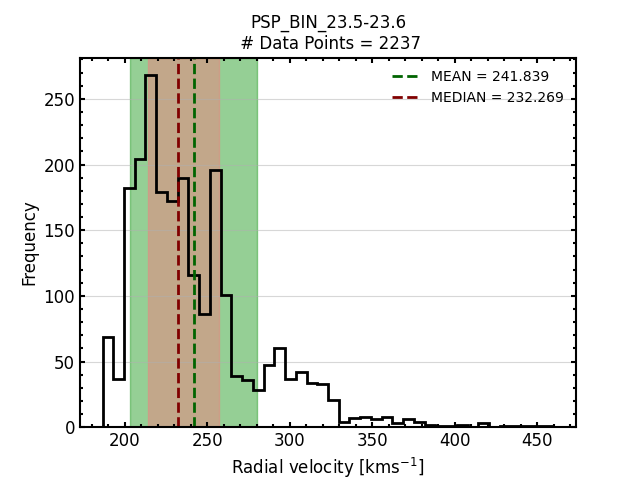 PSP_BIN_23.5-23.6
# Data Points = 2237
MEAN = 241.839
MEDIAN = 232.269
Frequency
250
200
150
100
50
0
200 250 300 350 400 450
Radial velocity [kms⁻¹]